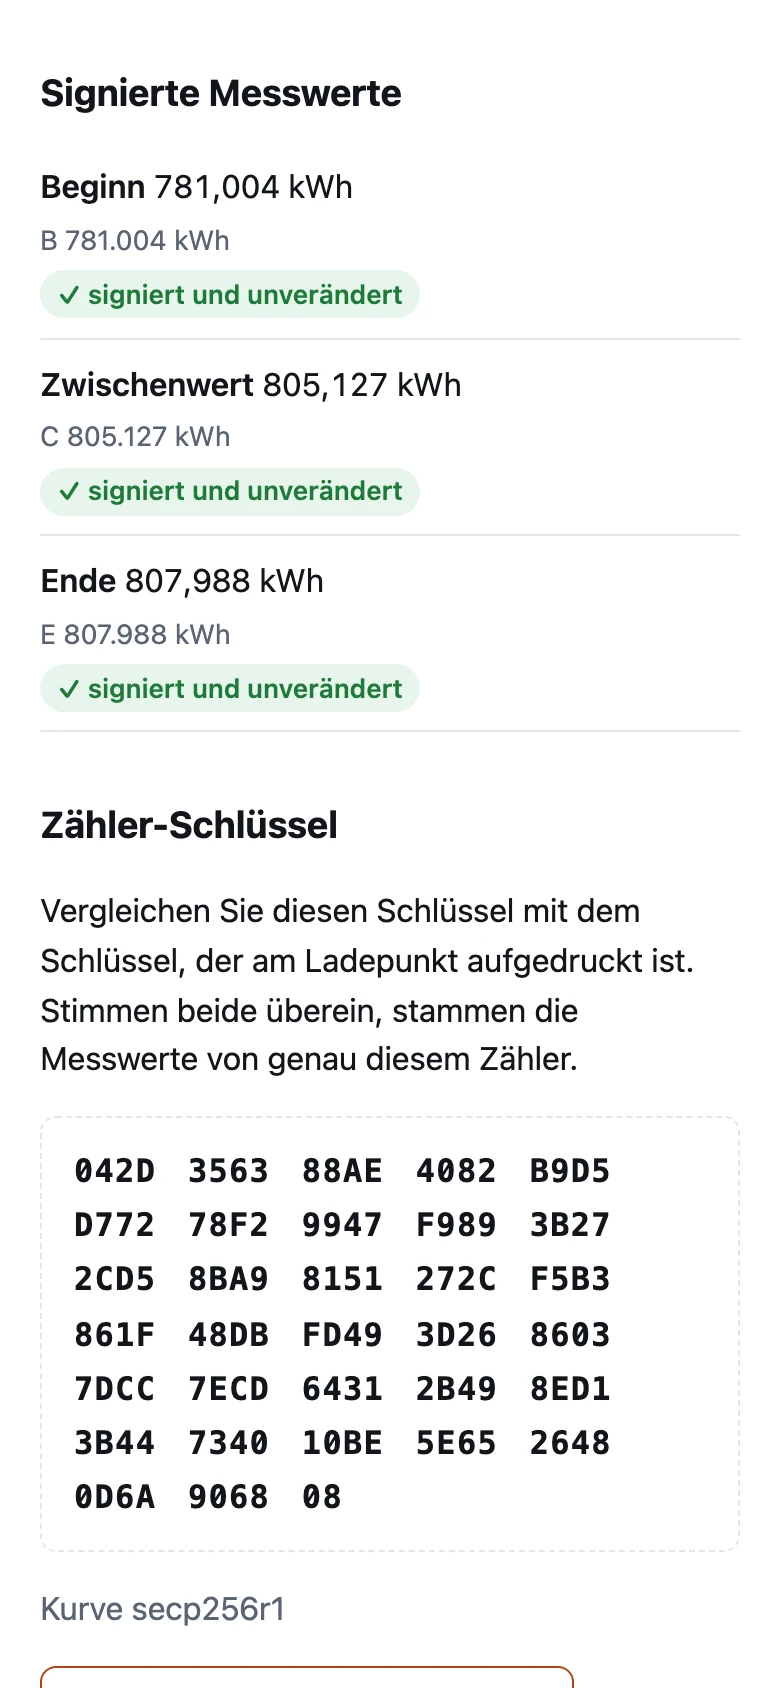 Signierte Messwerte
Beginn 781,004 kWh
B 781.004 kWh
✓ signiert und unverändert
Zwischenwert 805,127 kWh
C 805.127 kWh
✓ signiert und unverändert
Ende 807,988 kWh
E 807.988 kWh
✓ signiert und unverändert
Zähler-Schlüssel
Vergleichen Sie diesen Schlüssel mit dem
Schlüssel, der am Ladepunkt aufgedruckt ist.
Stimmen beide überein, stammen die
Messwerte von genau diesem Zähler.
042D 3563 88AE 4082 B9D5
D772 78F2 9947 F989 3B27
2CD5 8BA9 8151 272C F5B3
861F 48DB FD49 3D26 8603
7DCC 7ECD 6431 2B49 8ED1
3B44 7340 10BE 5E65 2648
0D6A 9068 08
Kurve secp256r1